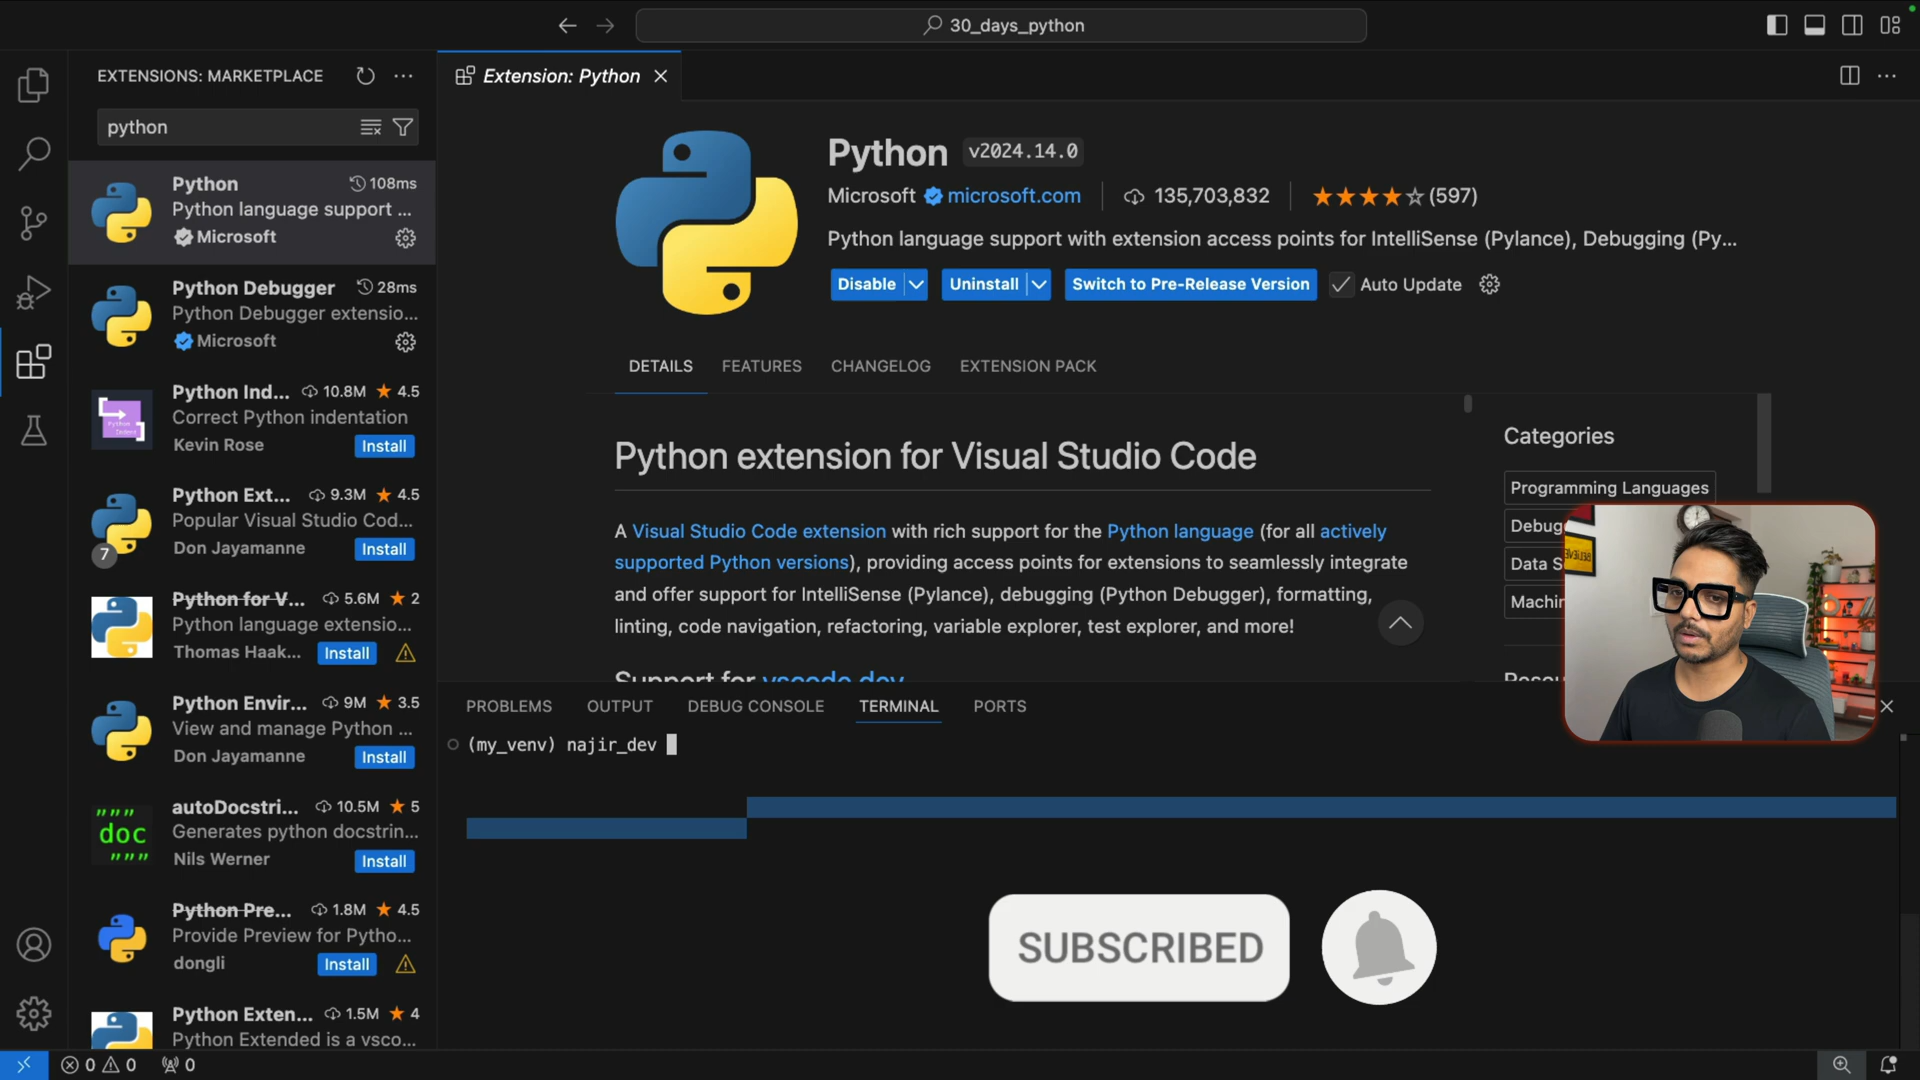 30_days_python
EXTENSIONS: MARKETPLACE
python
Python
108ms
Python language support ...
Microsoft
Python Debugger
28ms
Python Debugger extensio...
Microsoft
Python Ind... 10.8M ★ 4.5
Correct Python indentation
Kevin Rose
Install
Python Ext... 9.3M ★ 4.5
Popular Visual Studio Cod...
Don Jayamanne
Install
7
Python for V... 5.6M ★ 2
Python language extensio...
Thomas Haak...
Install
Python Envir... 9M ★ 3.5
View and manage Python ...
Don Jayamanne
Install
"""
doc
"""
autoDocstri... 10.5M ★ 5
Generates python docstrin...
Nils Werner
Install
Python Pre... 1.8M ★ 4.5
Provide Preview for Pytho...
dongli
Install
Python Exten... 1.5M ★ 4
Python Extended is a vsco...
Extension: Python
Python v2024.14.0
Microsoft microsoft.com 135,703,832 ★★★★☆ (597)
Python language support with extension access points for IntelliSense (Pylance), Debugging (Py...
Disable
Uninstall
Switch to Pre-Release Version
Auto Update
DETAILS FEATURES CHANGELOG EXTENSION PACK
Python extension for Visual Studio Code
A Visual Studio Code extension with rich support for the Python language (for all actively
supported Python versions), providing access points for extensions to seamlessly integrate
and offer support for IntelliSense (Pylance), debugging (Python Debugger), formatting,
linting, code navigation, refactoring, variable explorer, test explorer, and more!
Support for vscode.dev
Categories
Programming Languages
Debug
Data S
Machin
PROBLEMS OUTPUT DEBUG CONSOLE TERMINAL PORTS
(my_venv) najir_dev
SUBSCRIBED
0 0 0